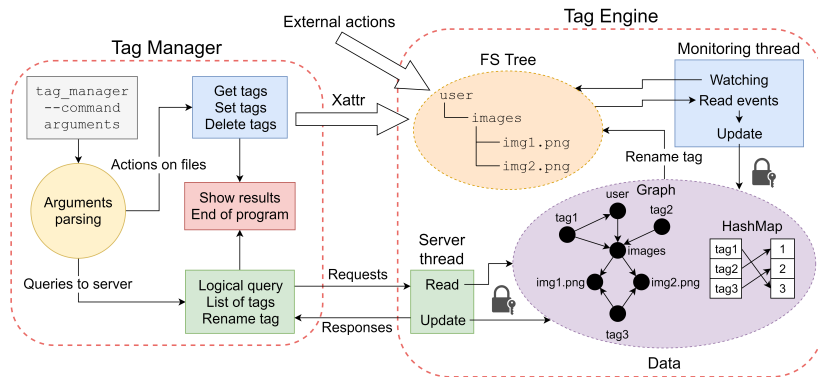 External actions
Tag Engine
Tag Manager
FS Tree
Monitoring thread
tag_manager
--command
arguments
Get tags
Set tags
Delete tags
Xattr
user
images
img1.png
img2.png
Watching
Read events
Update
Actions on files
Rename tag
Arguments
parsing
Show results
End of program
Graph
user
tag1
tag2
images
img1.png
img2.png
tag3
HashMap
tag1
tag2
tag3
1
2
3
Server
thread
Queries to server
Logical query
List of tags
Rename tag
Requests
Read
Responses
Update
Data